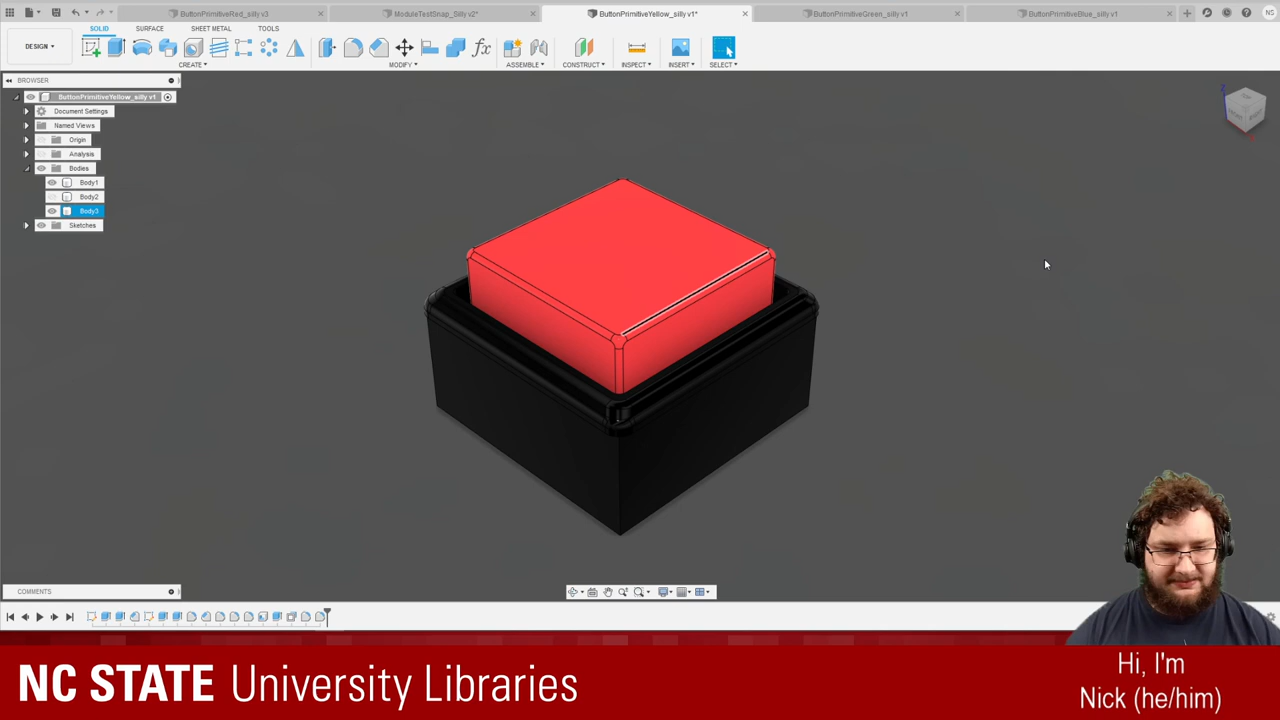 ButtonPrimitiveRed_silly v3
ModuleTestSnap_Silly v2*
ButtonPrimitiveYellow_silly v1*
ButtonPrimitiveGreen_silly v1
ButtonPrimitiveBlue_silly v1
NS
SOLID
SURFACE
SHEET METAL
TOOLS
DESIGN
CREATE
MODIFY
ASSEMBLE
CONSTRUCT
INSPECT
INSERT
SELECT
BROWSER
ButtonPrimitiveYellow_silly v1
Document Settings
Named Views
Origin
Analysis
Bodies
Body1
Body2
Body3
Sketches
COMMENTS
NC STATE University Libraries
Hi, I'm
Nick (he/him)